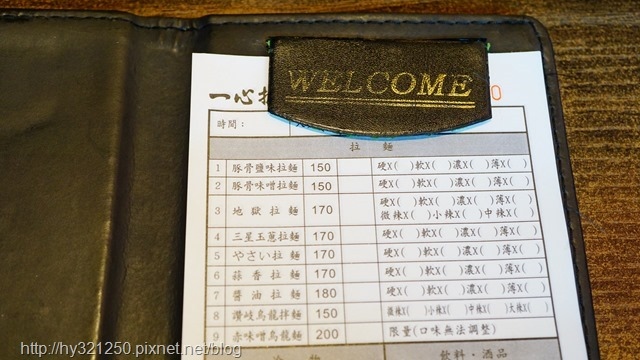 WELCOME
一心拉
0
時間：
拉 麵
1 豚骨鹽味拉麵 150 硬X( )軟X( )濃X( )薄X( )
2 豚骨味噌拉麵 150 硬X( )軟X( )濃X( )薄X( )
3 地獄拉麵 170 硬X( )軟X( )濃X( )薄X( )
微辣X( )小辣X( )中辣X( )
4 三星玉蔥拉麵 170 硬X( )軟X( )濃X( )薄X( )
5 やさい拉麵 170 硬X( )軟X( )濃X( )薄X( )
6 蒜香拉麵 170 硬X( )軟X( )濃X( )薄X( )
7 醬油拉麵 180 硬X( )軟X( )濃X( )薄X( )
8 讚岐烏龍拌麵 150 微辣X( )小辣X( )中辣X( )大辣X( )
9 赤味噌烏龍麵 200 限量(口味無法調整)
飲料・酒品
http://hy321250.pixnet.net/blog